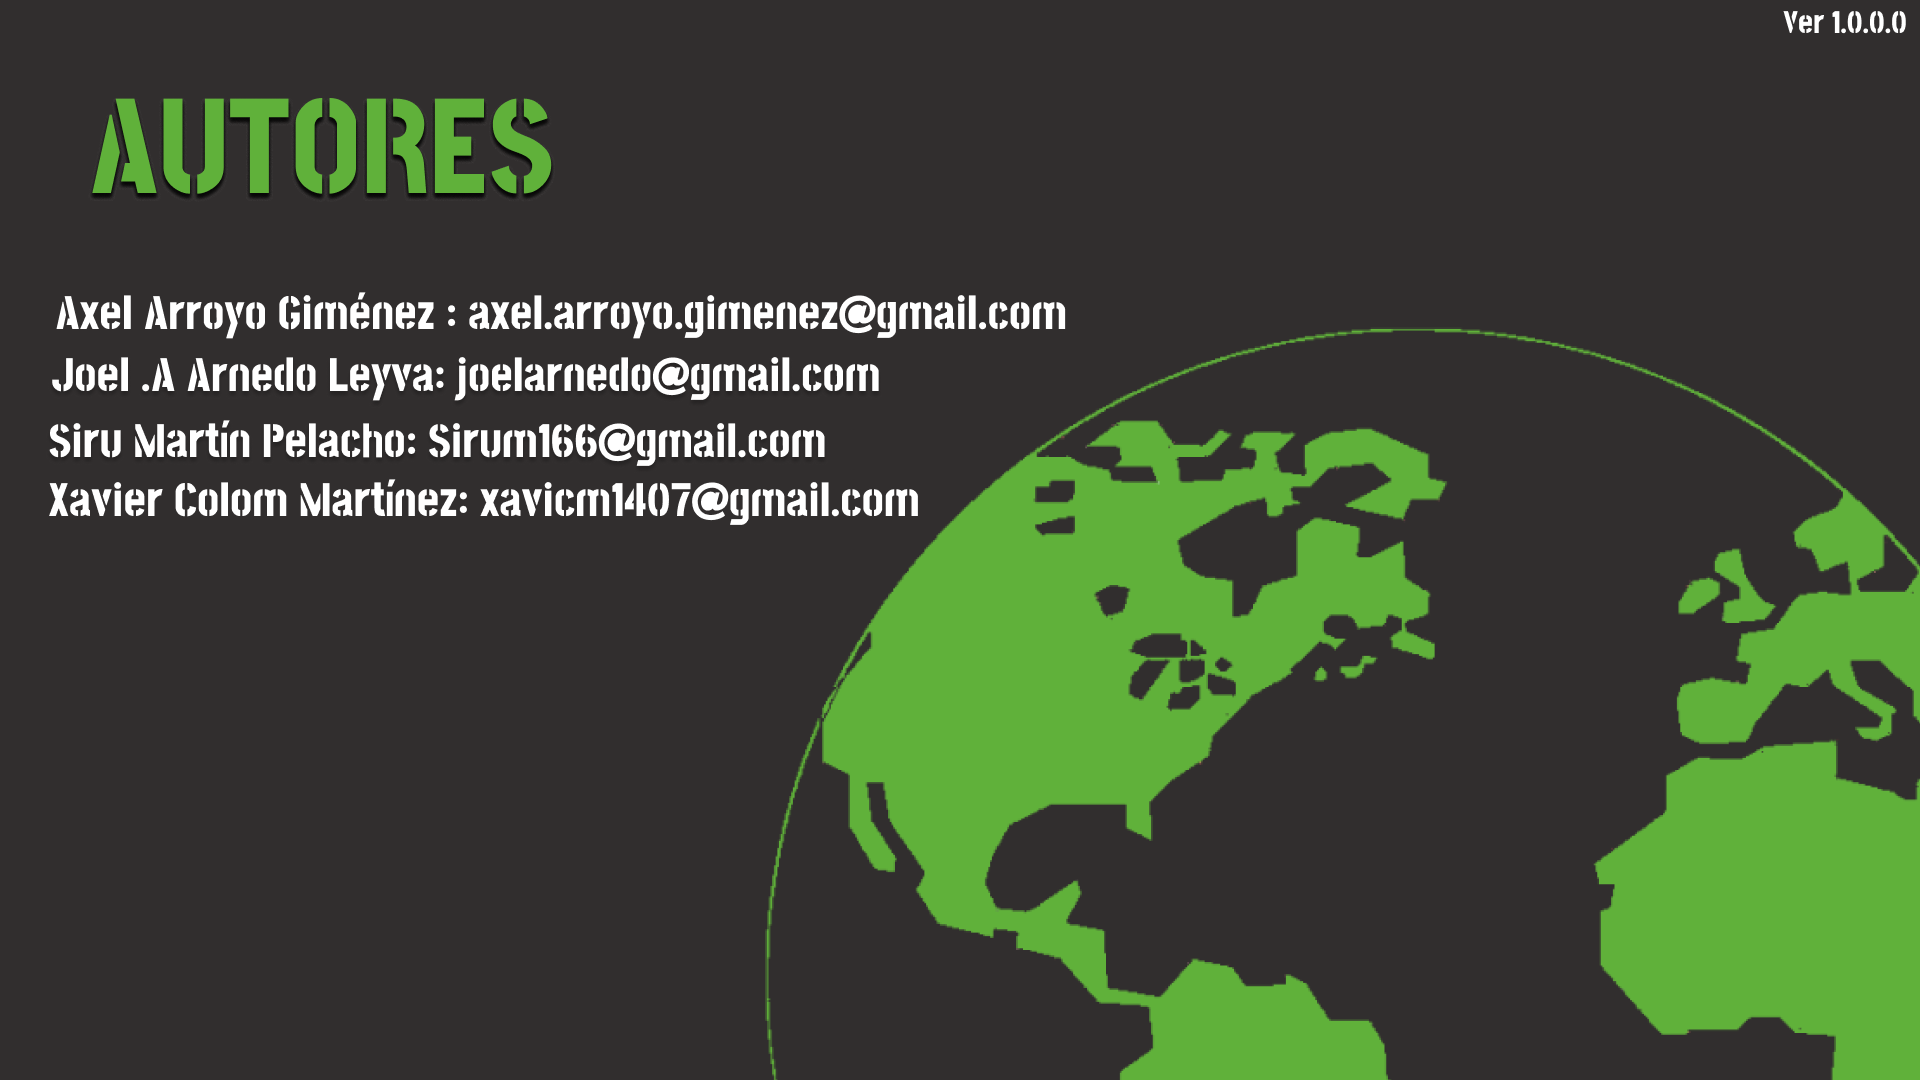 Ver 1.0.0.0
AUTORES
Axel Arroyo Giménez : axel.arroyo.gimenez@gmail.com
Joel .A Arnedo Leyva: joelarnedo@gmail.com
Siru Martín Pelacho: Sirum166@gmail.com
Xavier Colom Martínez: xavicm1407@gmail.com